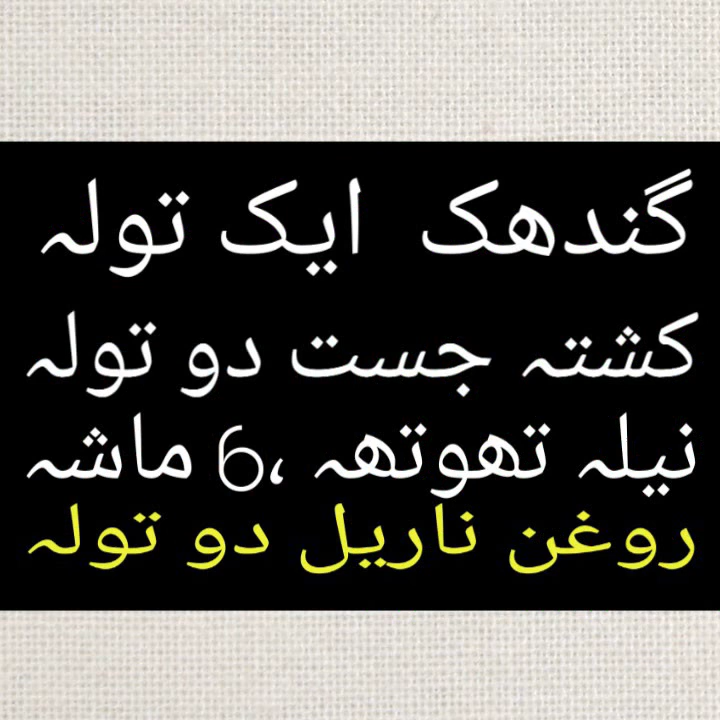 گندھک ایک تولہ
کشتہ جست دو تولہ
نیلہ تھوتھہ ،6 ماشہ
روغن ناریل دو تولہ